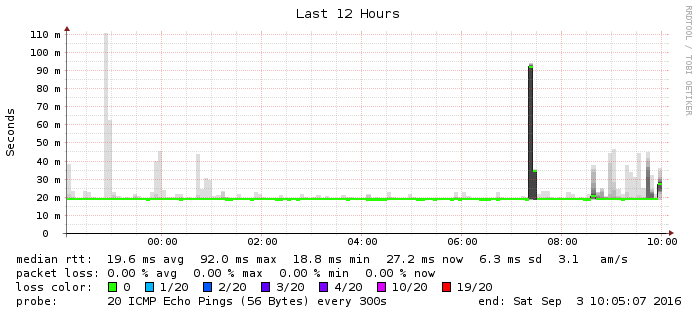 Last 12 Hours
RRDTOOL / TOBI OETIKER
Seconds
110 m
100 m
90 m
80 m
70 m
60 m
50 m
40 m
30 m
20 m
10 m
0
00:00 02:00 04:00 06:00 08:00 10:00
median rtt: 19.6 ms avg 92.0 ms max 18.8 ms min 27.2 ms now 6.3 ms sd 3.1 am/s
packet loss: 0.00 % avg 0.00 % max 0.00 % min 0.00 % now
loss color: 0 1/20 2/20 3/20 4/20 10/20 19/20
probe: 20 ICMP Echo Pings (56 Bytes) every 300s end: Sat Sep 3 10:05:07 2016